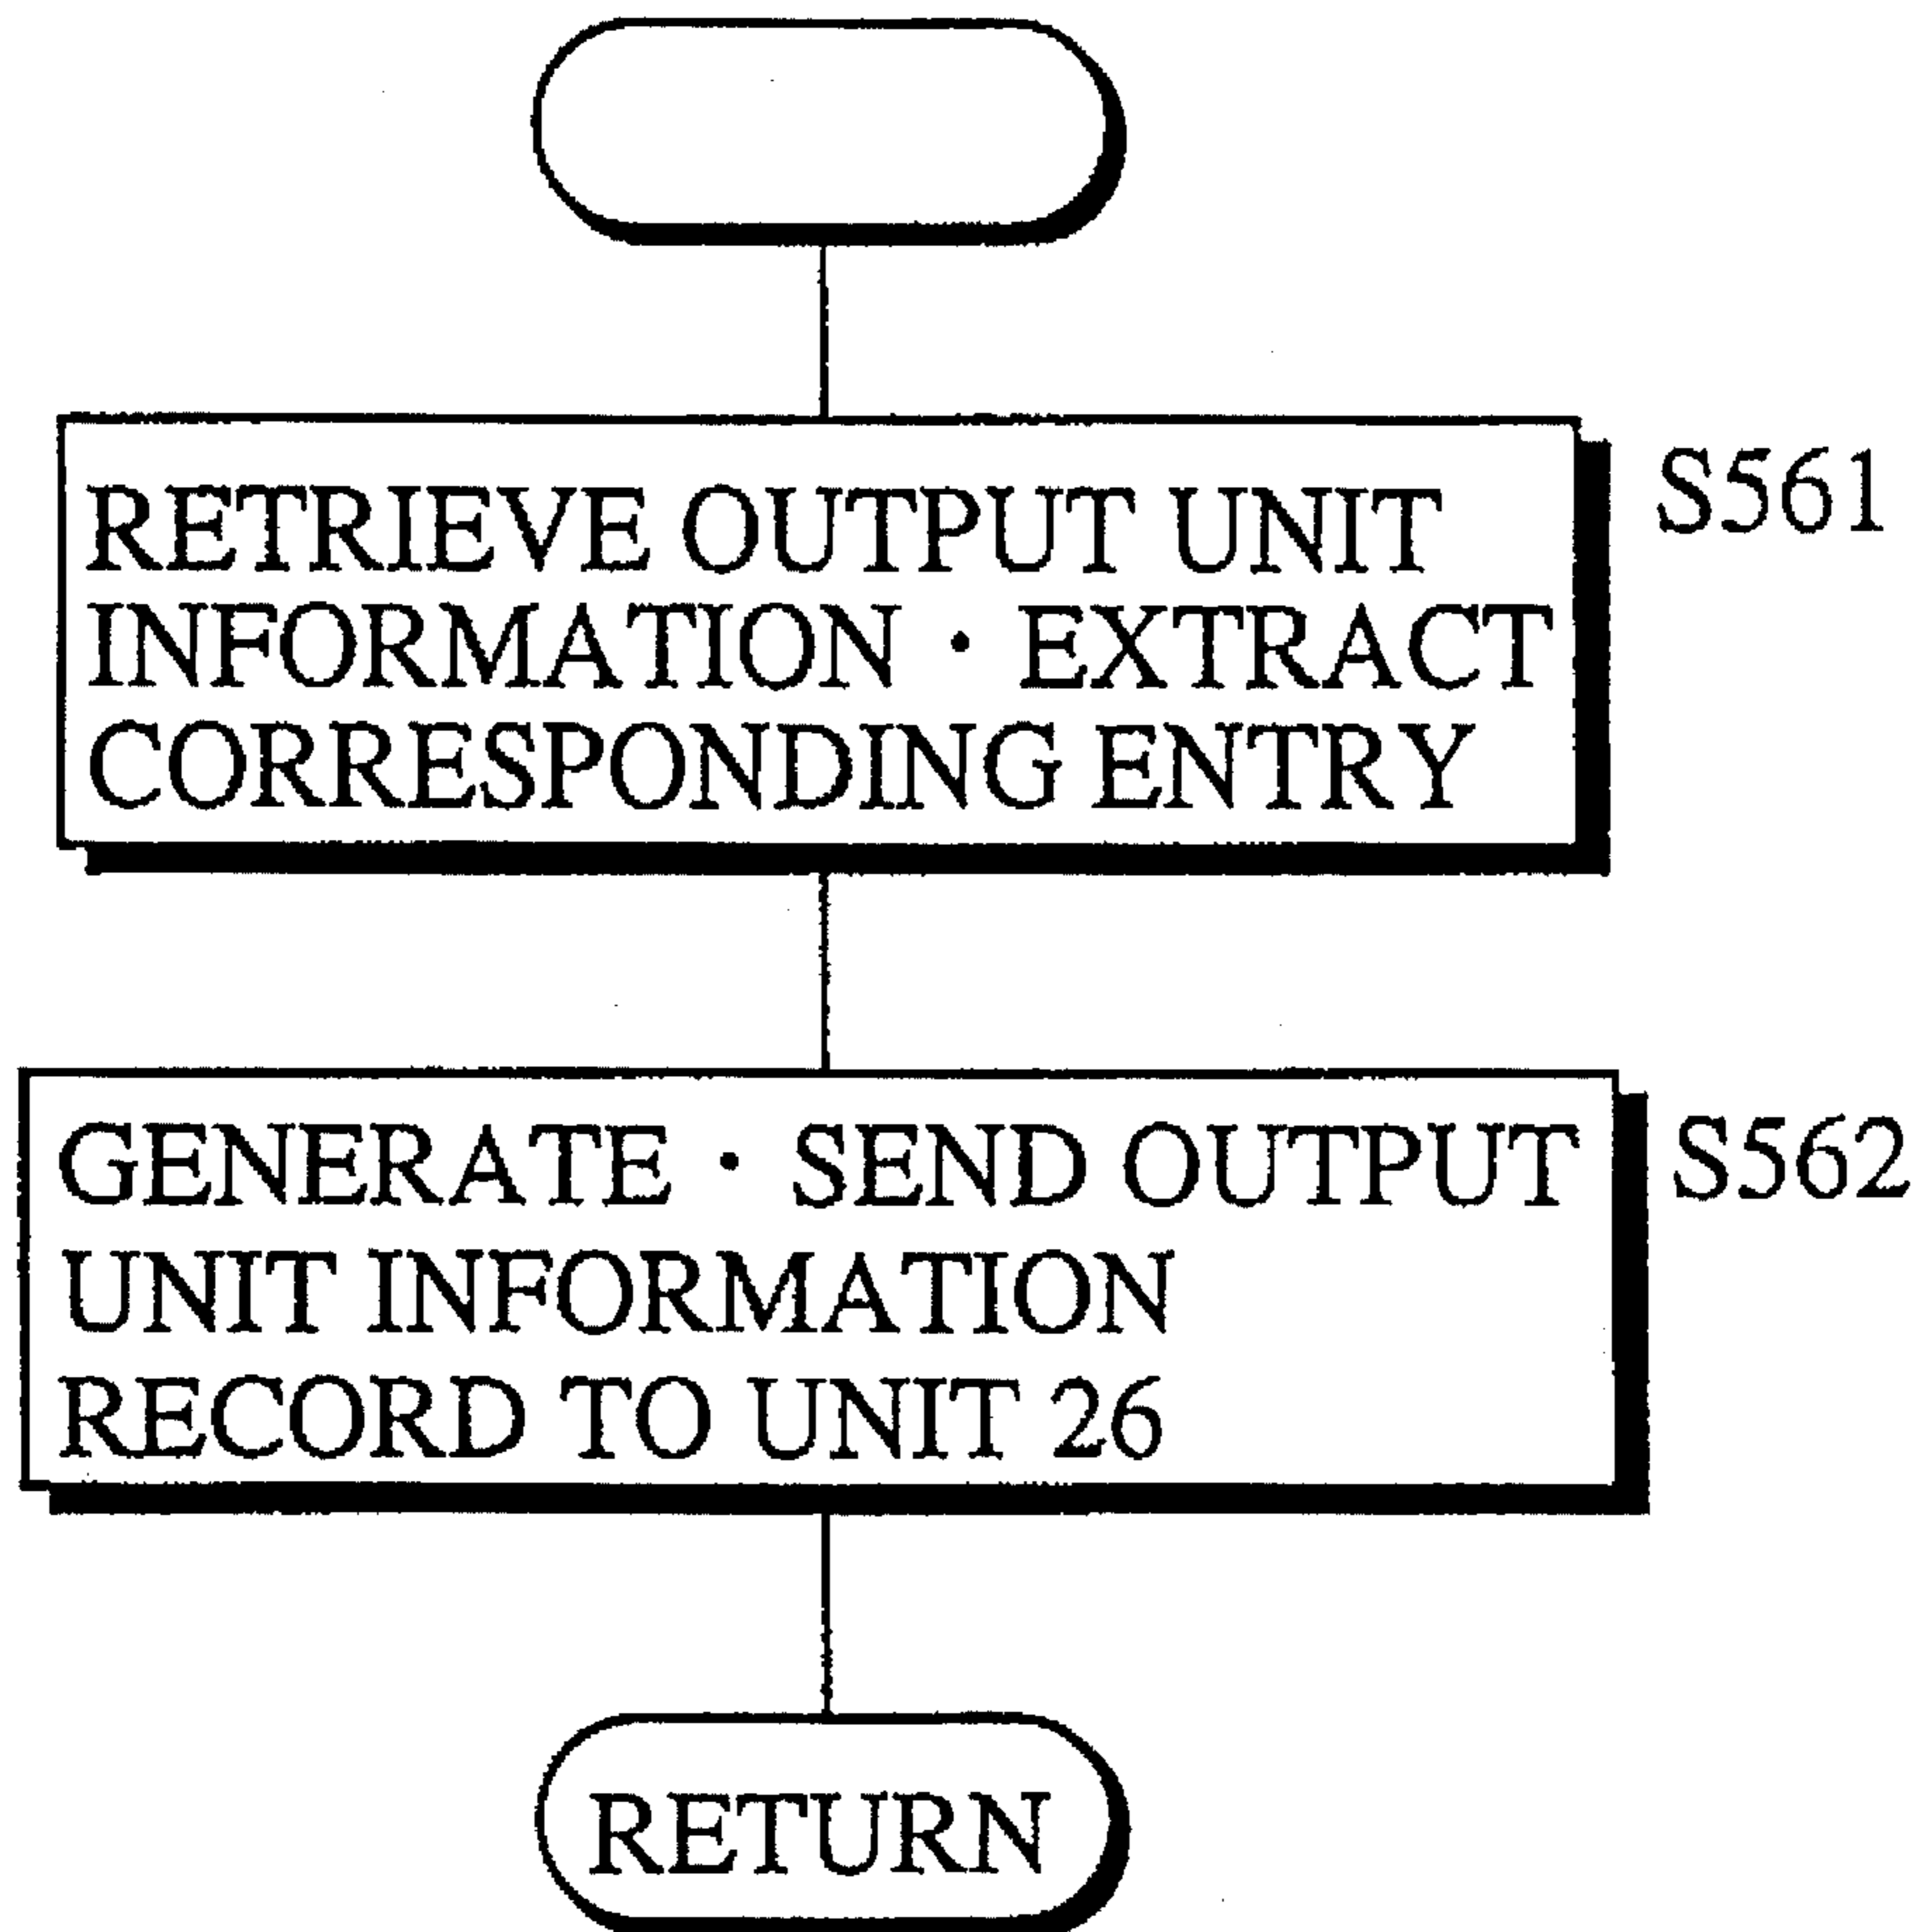 RETRIEVE OUTPUT UNIT
S561
INFORMATION · EXTRACT
CORRESPONDING ENTRY
GENERATE · SEND OUTPUT
S562
UNIT INFORMATION
RECORD TO UNIT 26
RETURN